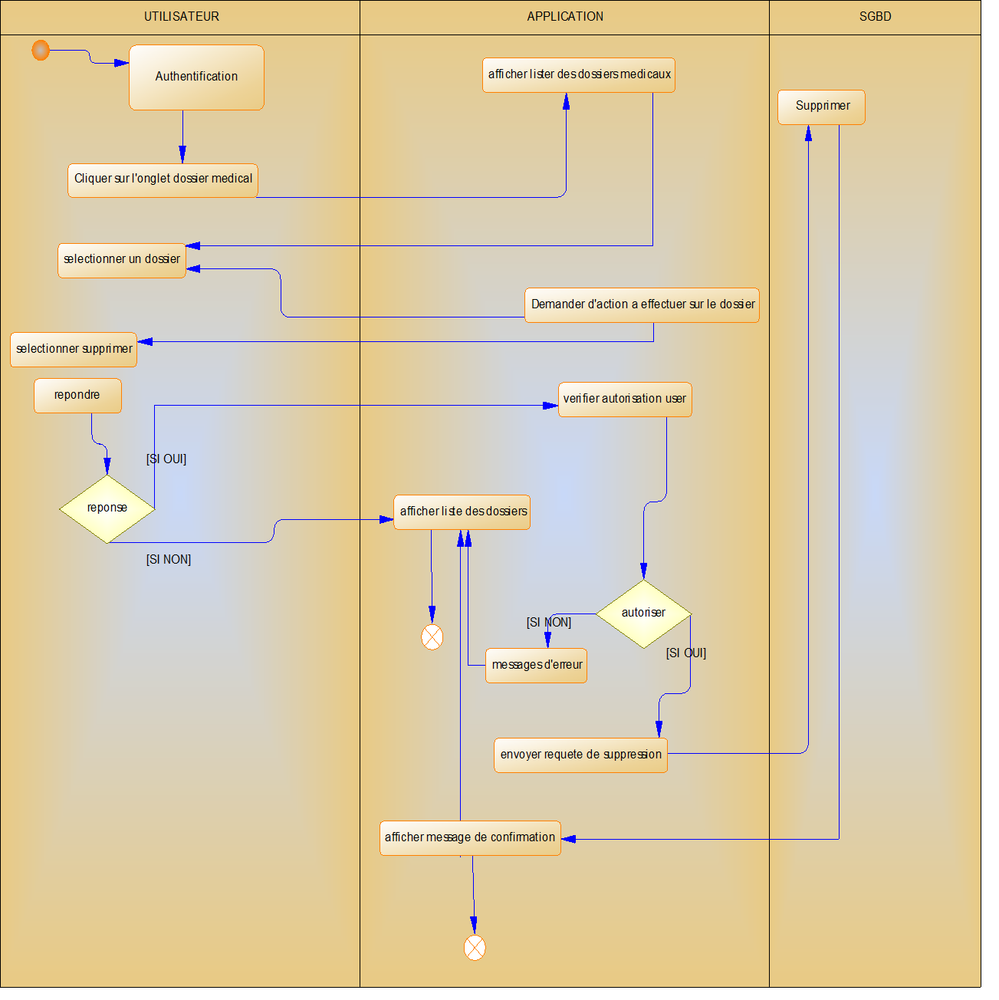 UTILISATEUR
APPLICATION
SGBD
Authentification
afficher lister des dossiers medicaux
Supprimer
Cliquer sur l'onglet dossier medical
selectionner un dossier
Demander d'action a effectuer sur le dossier
selectionner supprimer
repondre
verifier autorisation user
[SI OUI]
reponse
afficher liste des dossiers
[SI NON]
autoriser
[SI NON]
[SI OUI]
messages d'erreur
envoyer requete de suppression
afficher message de confirmation